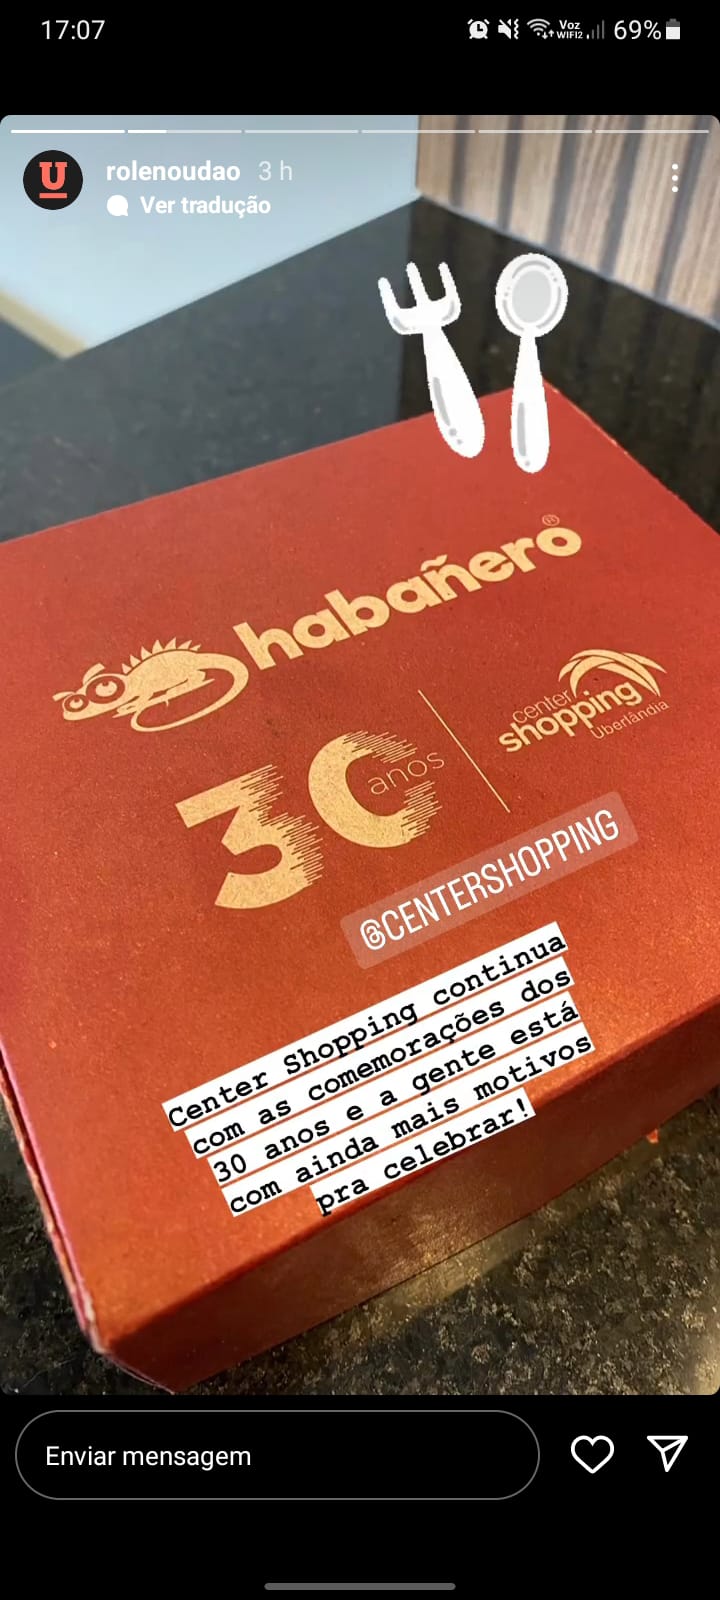 17:07
Voz
WIFI2
69%
rolenoudao 3 h
Ver tradução
habañero®
30 anos
center
shopping
Uberlândia
@CENTERSHOPPING
Center Shopping continua
com as comemorações dos
30 anos e a gente está
com ainda mais motivos
pra celebrar!
Enviar mensagem